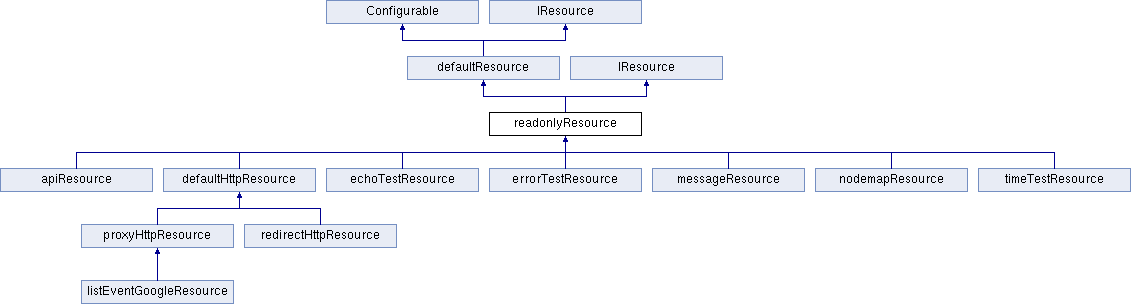 Configurable
IResource
defaultResource
IResource
readonlyResource
apiResource
defaultHttpResource
echoTestResource
errorTestResource
messageResource
nodemapResource
timeTestResource
proxyHttpResource
redirectHttpResource
listEventGoogleResource